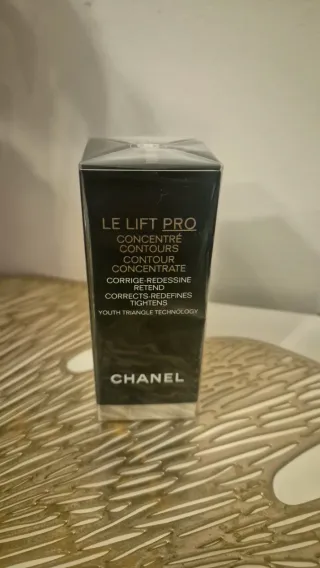 LE LIFT PRO
CONCENTRÉ
CONTOURS
CONTOUR
CONCENTRATE
CORRIGE-REDESSINE
RETEND
CORRECTS-REDEFINES
TIGHTENS
YOUTH TRIANGLE TECHNOLOGY
CHANEL